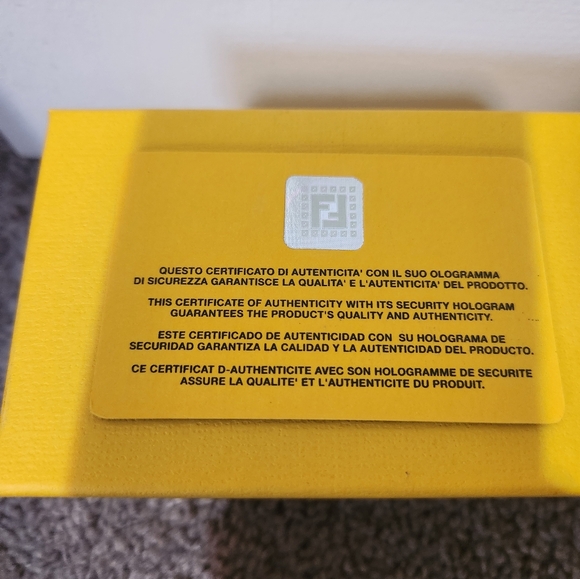 FF
QUESTO CERTIFICATO DI AUTENTICITA' CON IL SUO OLOGRAMMA
DI SICUREZZA GARANTISCE LA QUALITA' E L'AUTENTICITA' DEL PRODOTTO.
THIS CERTIFICATE OF AUTHENTICITY WITH ITS SECURITY HOLOGRAM
GUARANTEES THE PRODUCT'S QUALITY AND AUTHENTICITY.
ESTE CERTIFICADO DE AUTENTICIDAD CON SU HOLOGRAMA DE
SECURIDAD GARANTIZA LA CALIDAD Y LA AUTENTICIDAD DEL PRODUCTO.
CE CERTIFICAT D-AUTHENTICITE AVEC SON HOLOGRAMME DE SECURITE
ASSURE LA QUALITE' ET L'AUTHENTICITE DU PRODUIT.